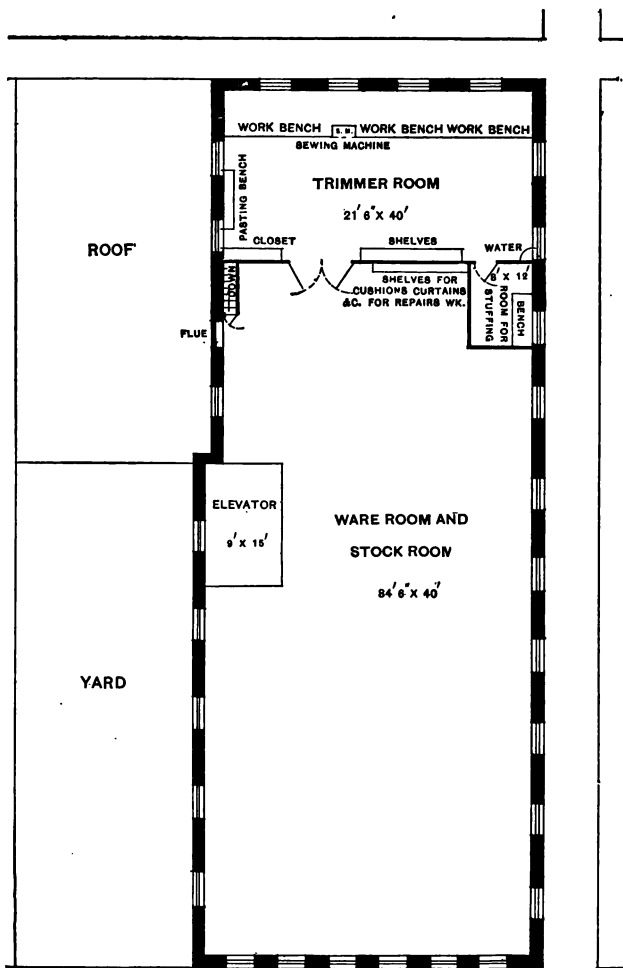 WORK BENCH
S. M.
WORK BENCH WORK BENCH
SEWING MACHINE
PASTING BENCH
TRIMMER ROOM
21' 6" X 40'
ROOF
CLOSET
SHELVES
WATER
DOWN
SHELVES FOR
CUSHIONS CURTAINS
&C. FOR REPAIRS WK.
8' X 12'
ROOM FOR
STUFFING
BENCH
FLUE
ELEVATOR
9' X 15'
WARE ROOM AND
STOCK ROOM
84' 6" X 40'
YARD